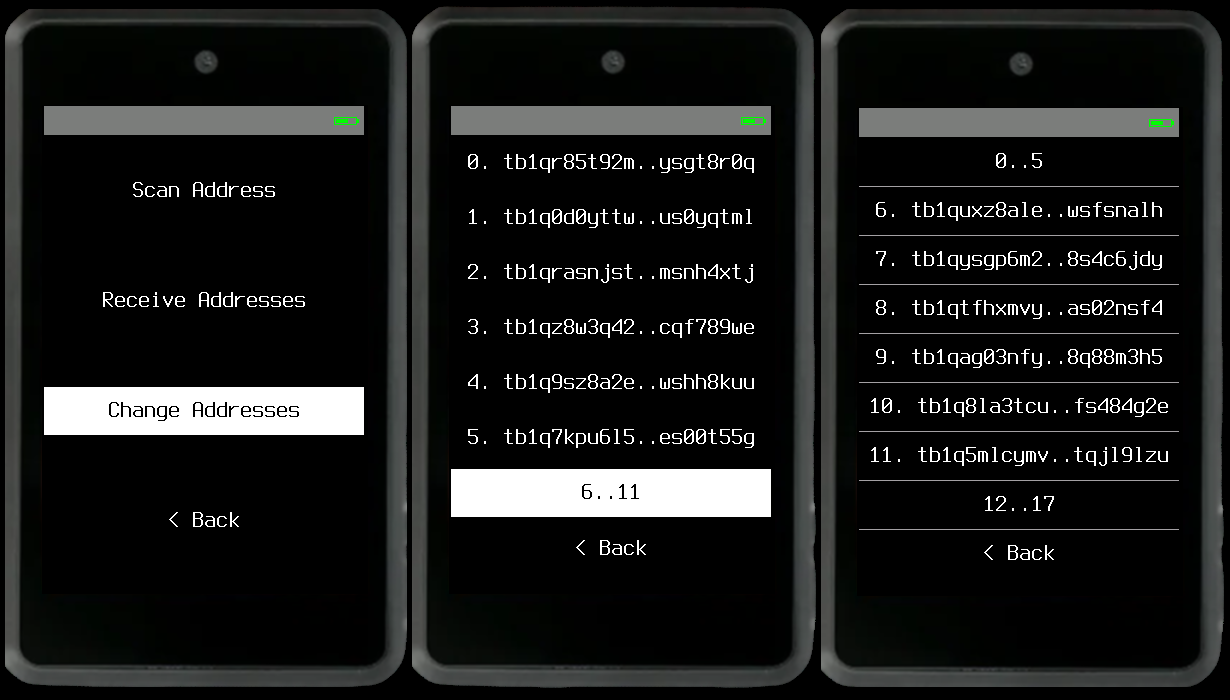 Scan Address
Receive Addresses
Change Addresses
< Back
0. tb1qr85t92m..ysgt8r0q
1. tb1q0d0yttw..us0yqtml
2. tb1qrasnjst..msnh4xtj
3. tb1qz8w3q42..cqf789we
4. tb1q9sz8a2e..wshh8kuu
5. tb1q7kpu6l5..es00t55g
6..11
< Back
0..5
6. tb1quxz8ale..wsfsnalh
7. tb1qysgp6m2..8s4c6jdy
8. tb1qtfhxmvy..as02nsf4
9. tb1qag03nfy..8q88m3h5
10. tb1q8la3tcu..fs484g2e
11. tb1q5mlcymv..tqjl9lzu
12..17
< Back